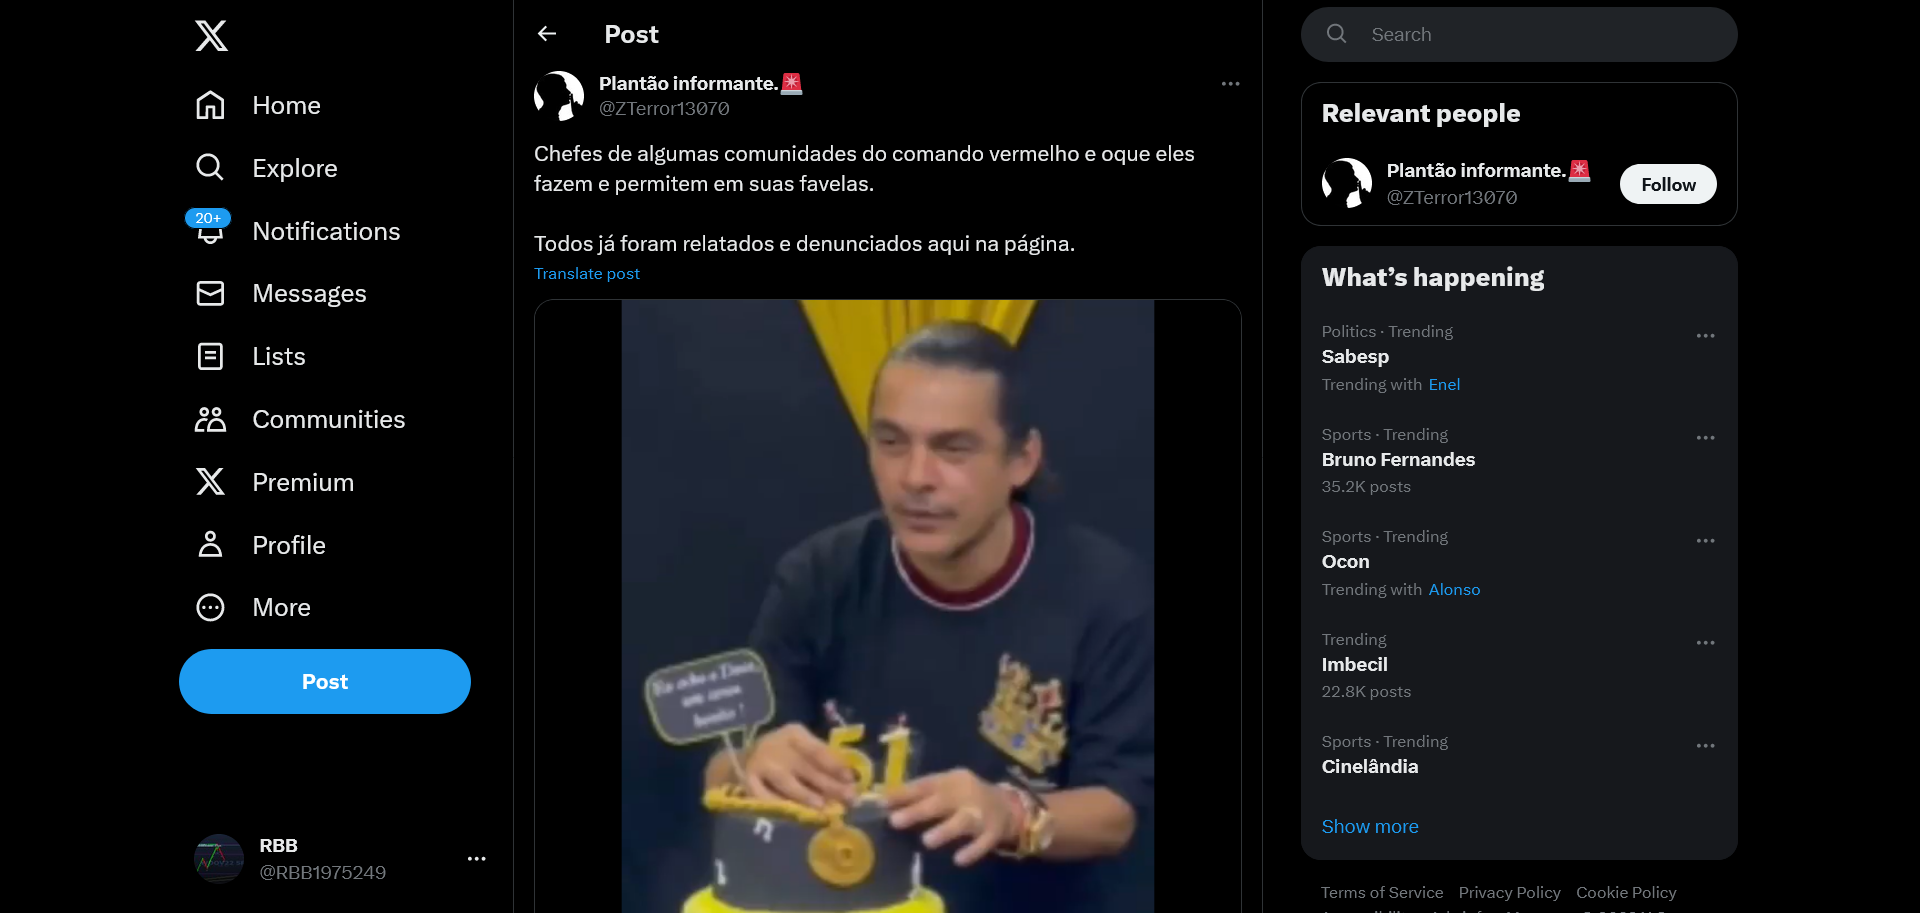 Home
Explore
20+
Notifications
Messages
Lists
Communities
Premium
Profile
More
Post
RBB
@RBB1975249
Post
Plantão informante.🚨
@ZTerror13070
Chefes de algumas comunidades do comando vermelho e oque eles
fazem e permitem em suas favelas.
Todos já foram relatados e denunciados aqui na página.
Translate post
51
Search
Relevant people
Plantão informante.🚨
@ZTerror13070
Follow
What’s happening
Politics · Trending
Sabesp
Trending with Enel
Sports · Trending
Bruno Fernandes
35.2K posts
Sports · Trending
Ocon
Trending with Alonso
Trending
Imbecil
22.8K posts
Sports · Trending
Cinelândia
Show more
Terms of Service Privacy Policy Cookie Policy